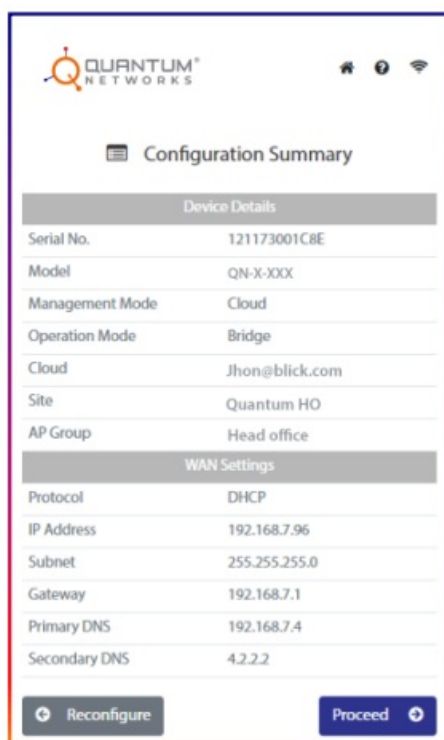 QUANTUM®
NETWORKS
Configuration Summary
Device Details
Serial No. 121173001C8E
Model QN-X-XXX
Management Mode Cloud
Operation Mode Bridge
Cloud Jhon@blick.com
Site Quantum HO
AP Group Head office
WAN Settings
Protocol DHCP
IP Address 192.168.7.96
Subnet 255.255.255.0
Gateway 192.168.7.1
Primary DNS 192.168.7.4
Secondary DNS 4.2.2.2
Reconfigure Proceed